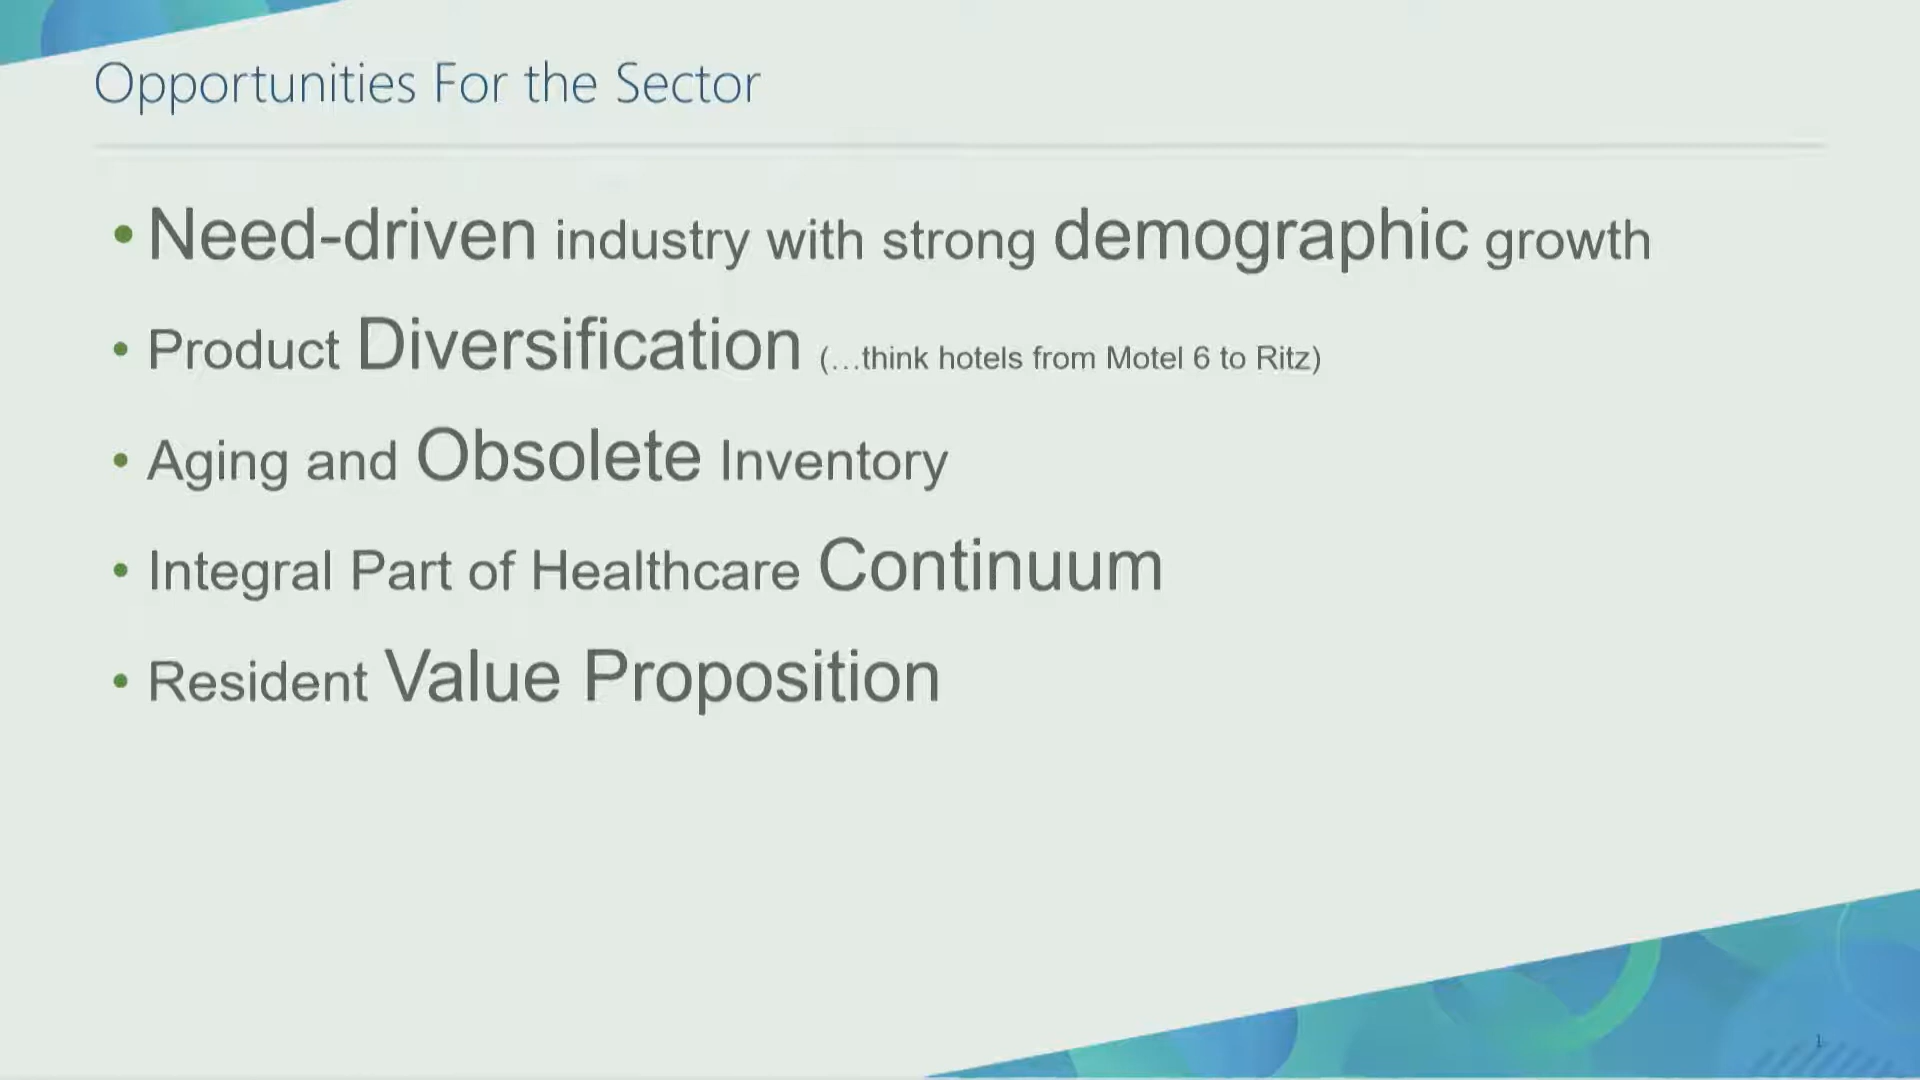 Opportunities For the Sector
• Need-driven industry with strong demographic growth
• Product Diversification (...think hotels from Motel 6 to Ritz)
• Aging and Obsolete Inventory
• Integral Part of Healthcare Continuum
• Resident Value Proposition
1